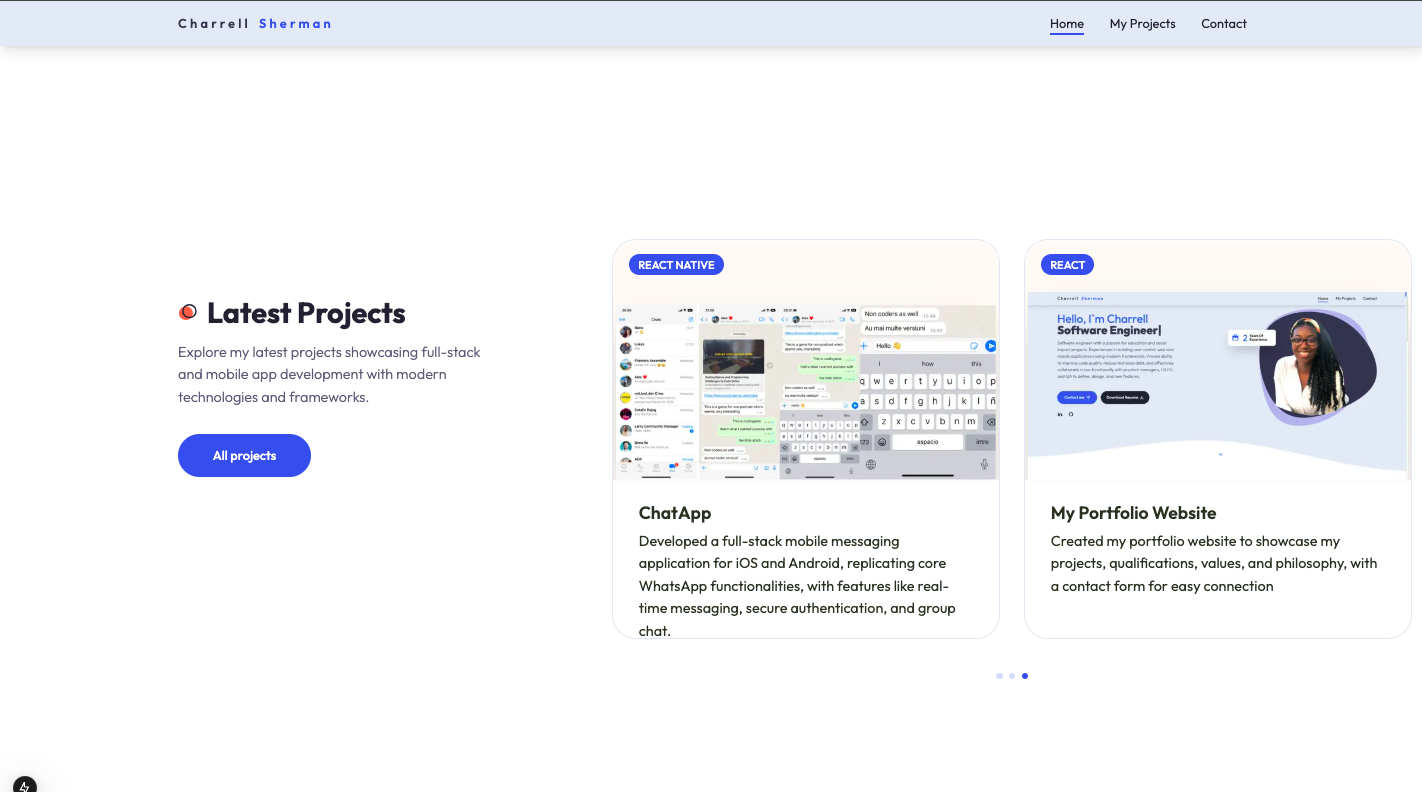 Charrell Sherman
Home My Projects Contact
Latest Projects
Explore my latest projects showcasing full-stack
and mobile app development with modern
technologies and frameworks.
All projects
REACT NATIVE
Non coders as well
Au mai multe versiuni
Hello 👋
I how this
q w e r t y u i o p
a s d f g h j k l
z x c v b n m
123 espacio intro
ChatApp
Developed a full-stack mobile messaging
application for iOS and Android, replicating core
WhatsApp functionalities, with features like real-
time messaging, secure authentication, and group
chat.
REACT
Charrell Sherman
Home My Projects Contact
Hello, I`m Charrell
Software Engineer|
2 Years Of
Experience
Contact me
Download Resume
My Portfolio Website
Created my portfolio website to showcase my
projects, qualifications, values, and philosophy, with
a contact form for easy connection